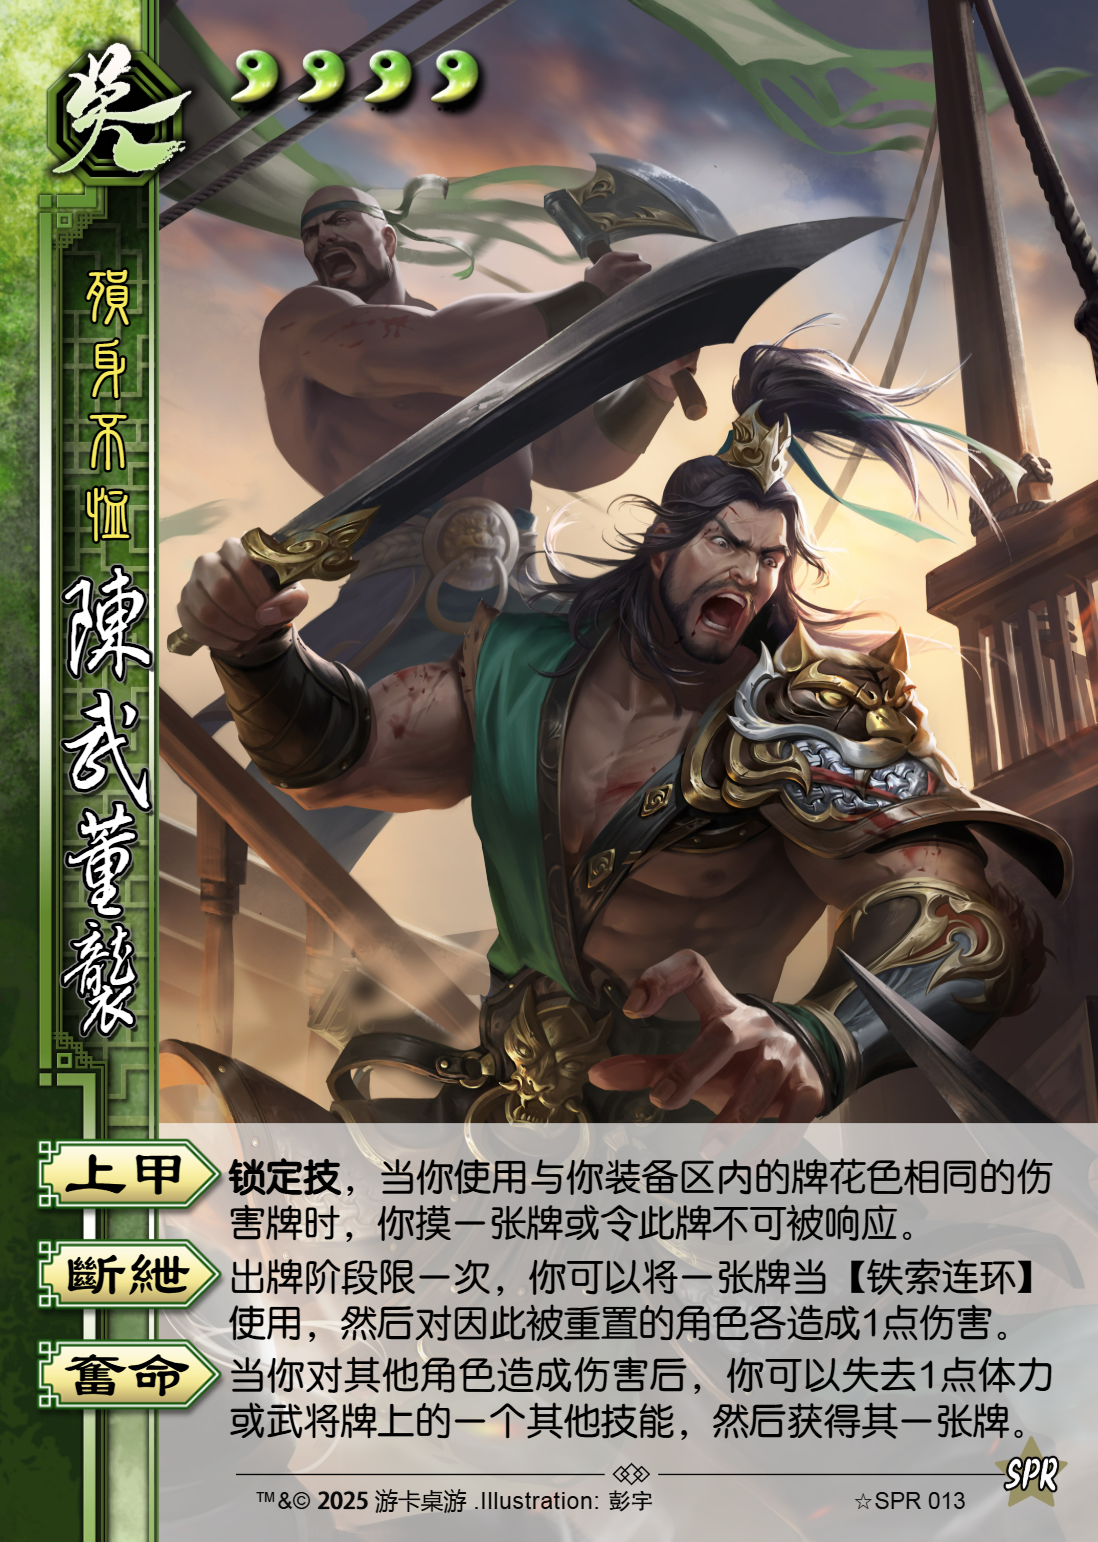 吳
殞身不恤
陳武董襲
上甲
锁定技，当你使用与你装备区内的牌花色相同的伤
害牌时，你摸一张牌或令此牌不可被响应。
斷紲
出牌阶段限一次，你可以将一张牌当【铁索连环】
使用，然后对因此被重置的角色各造成1点伤害。
奮命
当你对其他角色造成伤害后，你可以失去1点体力
或武将牌上的一个其他技能，然后获得其一张牌。
SPR
™&© 2025 游卡桌游 .Illustration: 彭宇
☆SPR 013